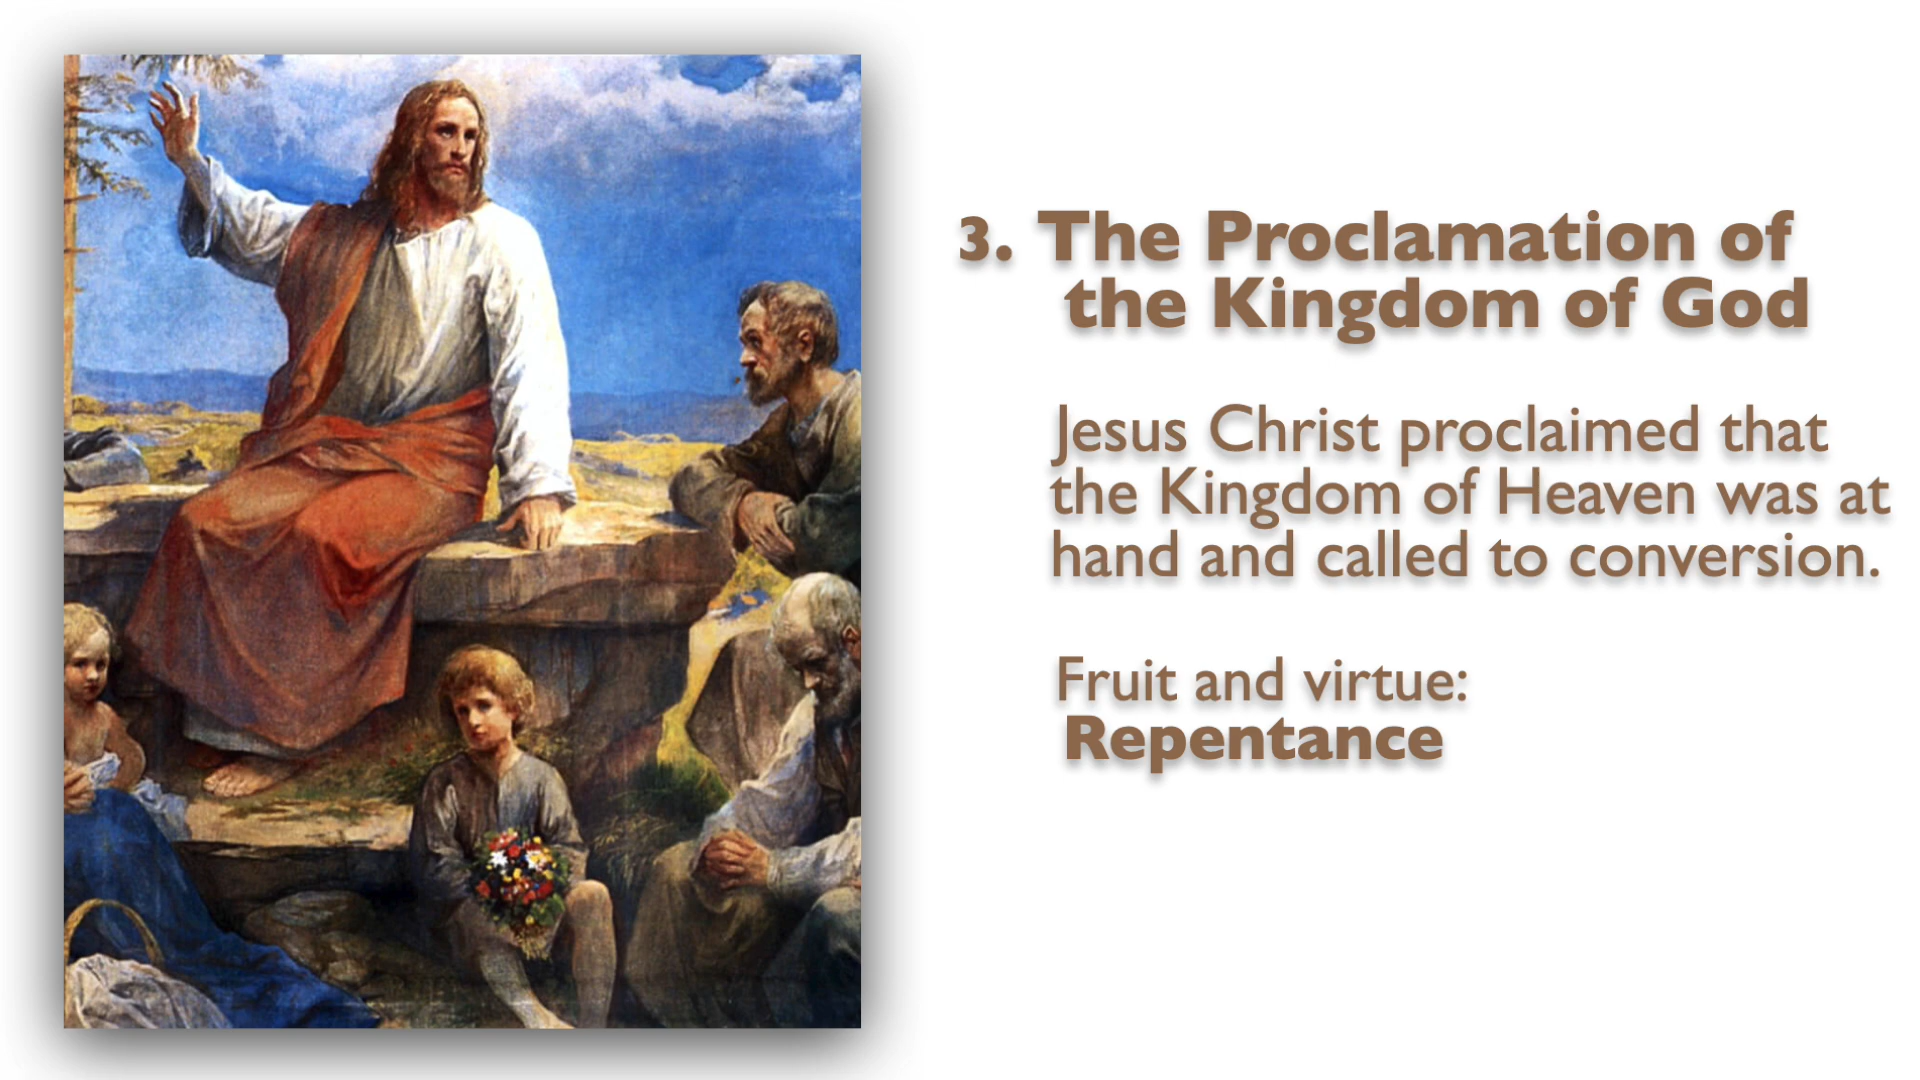 3. The Proclamation of
the Kingdom of God
Jesus Christ proclaimed that
the Kingdom of Heaven was at
hand and called to conversion.
Fruit and virtue:
Repentance